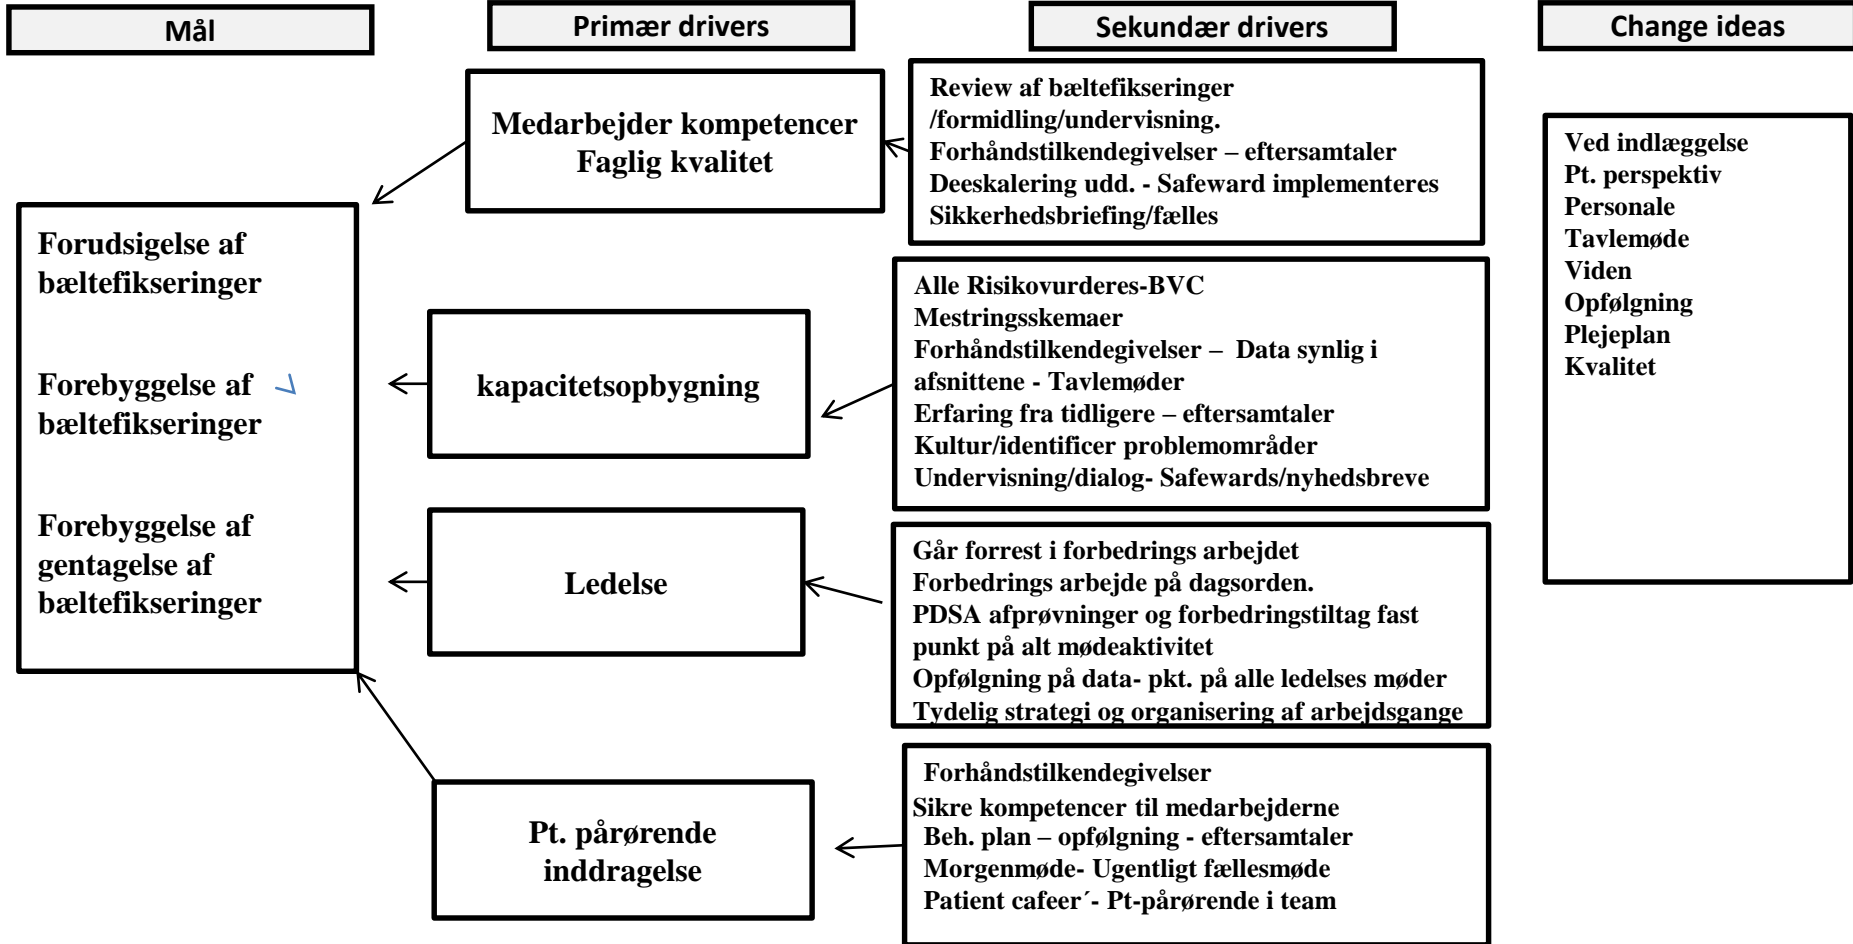 Mål
Primær drivers
Sekundær drivers
Change ideas
Forudsigelse af
bæltefikseringer
Forebyggelse af
bæltefikseringer
Forebyggelse af
gentagelse af
bæltefikseringer
Medarbejder kompetencer
Faglig kvalitet
kapacitetsopbygning
Ledelse
Pt. pårørende
inddragelse
Review af bæltefikseringer
/formidling/undervisning.
Forhåndstilkendegivelser – eftersamtaler
Deeskalering udd. - Safeward implementeres
Sikkerhedsbriefing/fælles
Alle Risikovurderes-BVC
Mestringsskemaer
Forhåndstilkendegivelser – Data synlig i
afsnittene - Tavlemøder
Erfaring fra tidligere – eftersamtaler
Kultur/identificer problemområder
Undervisning/dialog- Safewards/nyhedsbreve
Går forrest i forbedrings arbejdet
Forbedrings arbejde på dagsorden.
PDSA afprøvninger og forbedringstiltag fast
punkt på alt mødeaktivitet
Opfølgning på data- pkt. på alle ledelses møder
Tydelig strategi og organisering af arbejdsgange
Forhåndstilkendegivelser
Sikre kompetencer til medarbejderne
Beh. plan – opfølgning - eftersamtaler
Morgenmøde- Ugentligt fællesmøde
Patient cafeer´- Pt-pårørende i team
Ved indlæggelse
Pt. perspektiv
Personale
Tavlemøde
Viden
Opfølgning
Plejeplan
Kvalitet